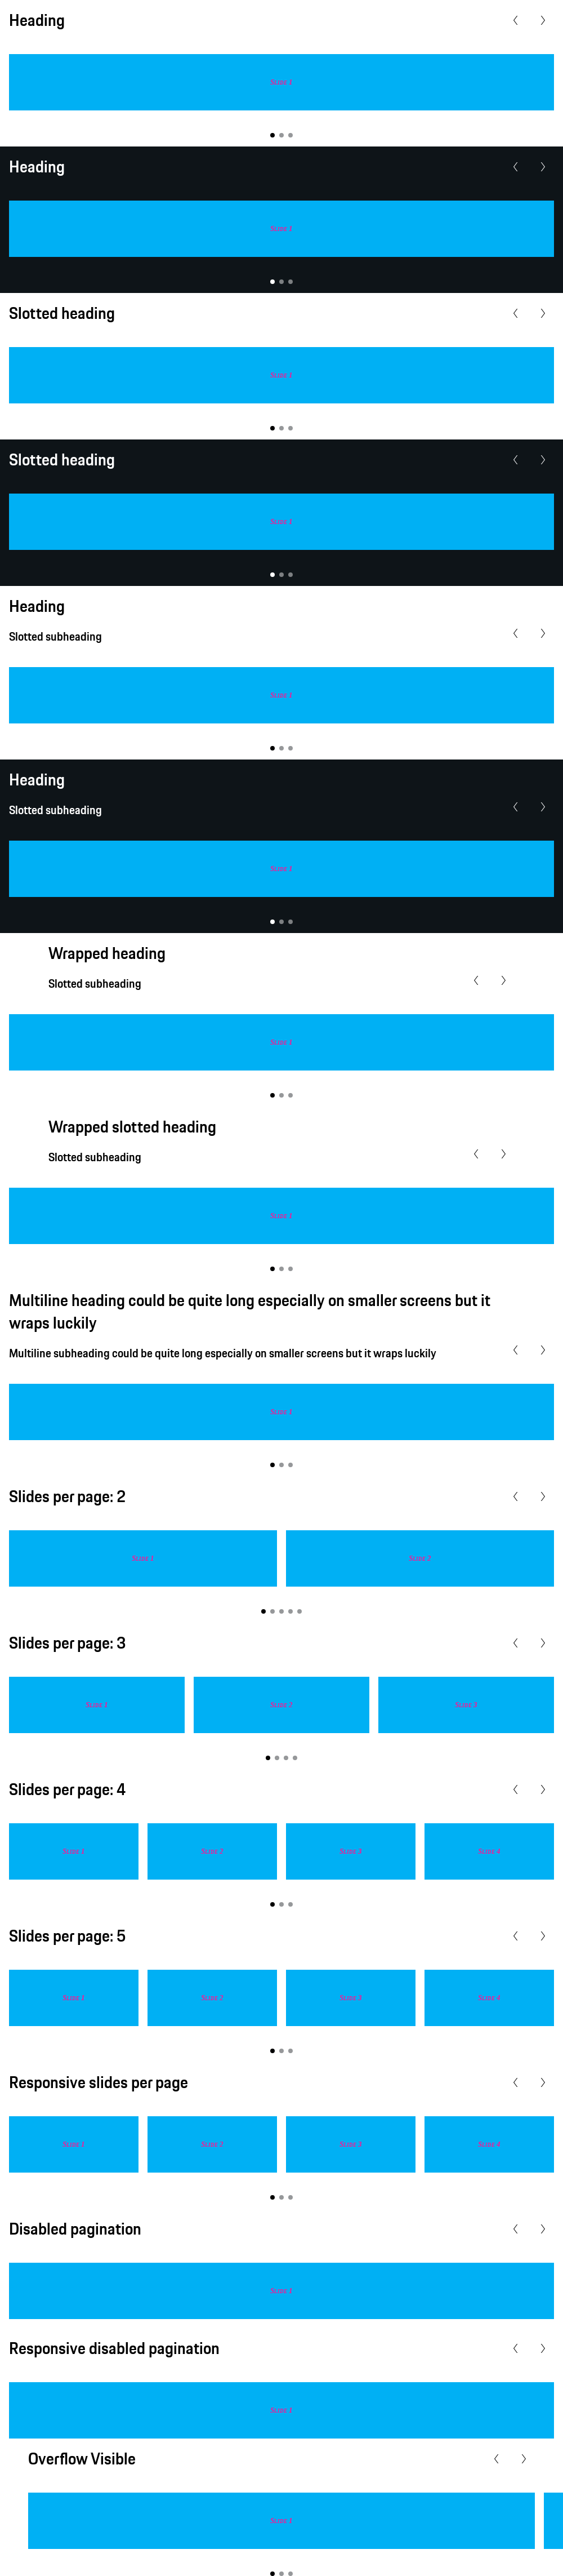 Heading
Slide 1
Heading
Slide 1
Slotted heading
Slide 1
Slotted heading
Slide 1
Heading
Slotted subheading
Slide 1
Heading
Slotted subheading
Slide 1
Wrapped heading
Slotted subheading
Slide 1
Wrapped slotted heading
Slotted subheading
Slide 1
Multiline heading could be quite long especially on smaller screens but it
wraps luckily
Multiline subheading could be quite long especially on smaller screens but it wraps luckily
Slide 1
Slides per page: 2
Slide 1 Slide 2
Slides per page: 3
Slide 1 Slide 2 Slide 3
Slides per page: 4
Slide 1 Slide 2 Slide 3 Slide 4
Slides per page: 5
Slide 1 Slide 2 Slide 3 Slide 4
Responsive slides per page
Slide 1 Slide 2 Slide 3 Slide 4
Disabled pagination
Slide 1
Responsive disabled pagination
Slide 1
Overflow Visible
Slide 1